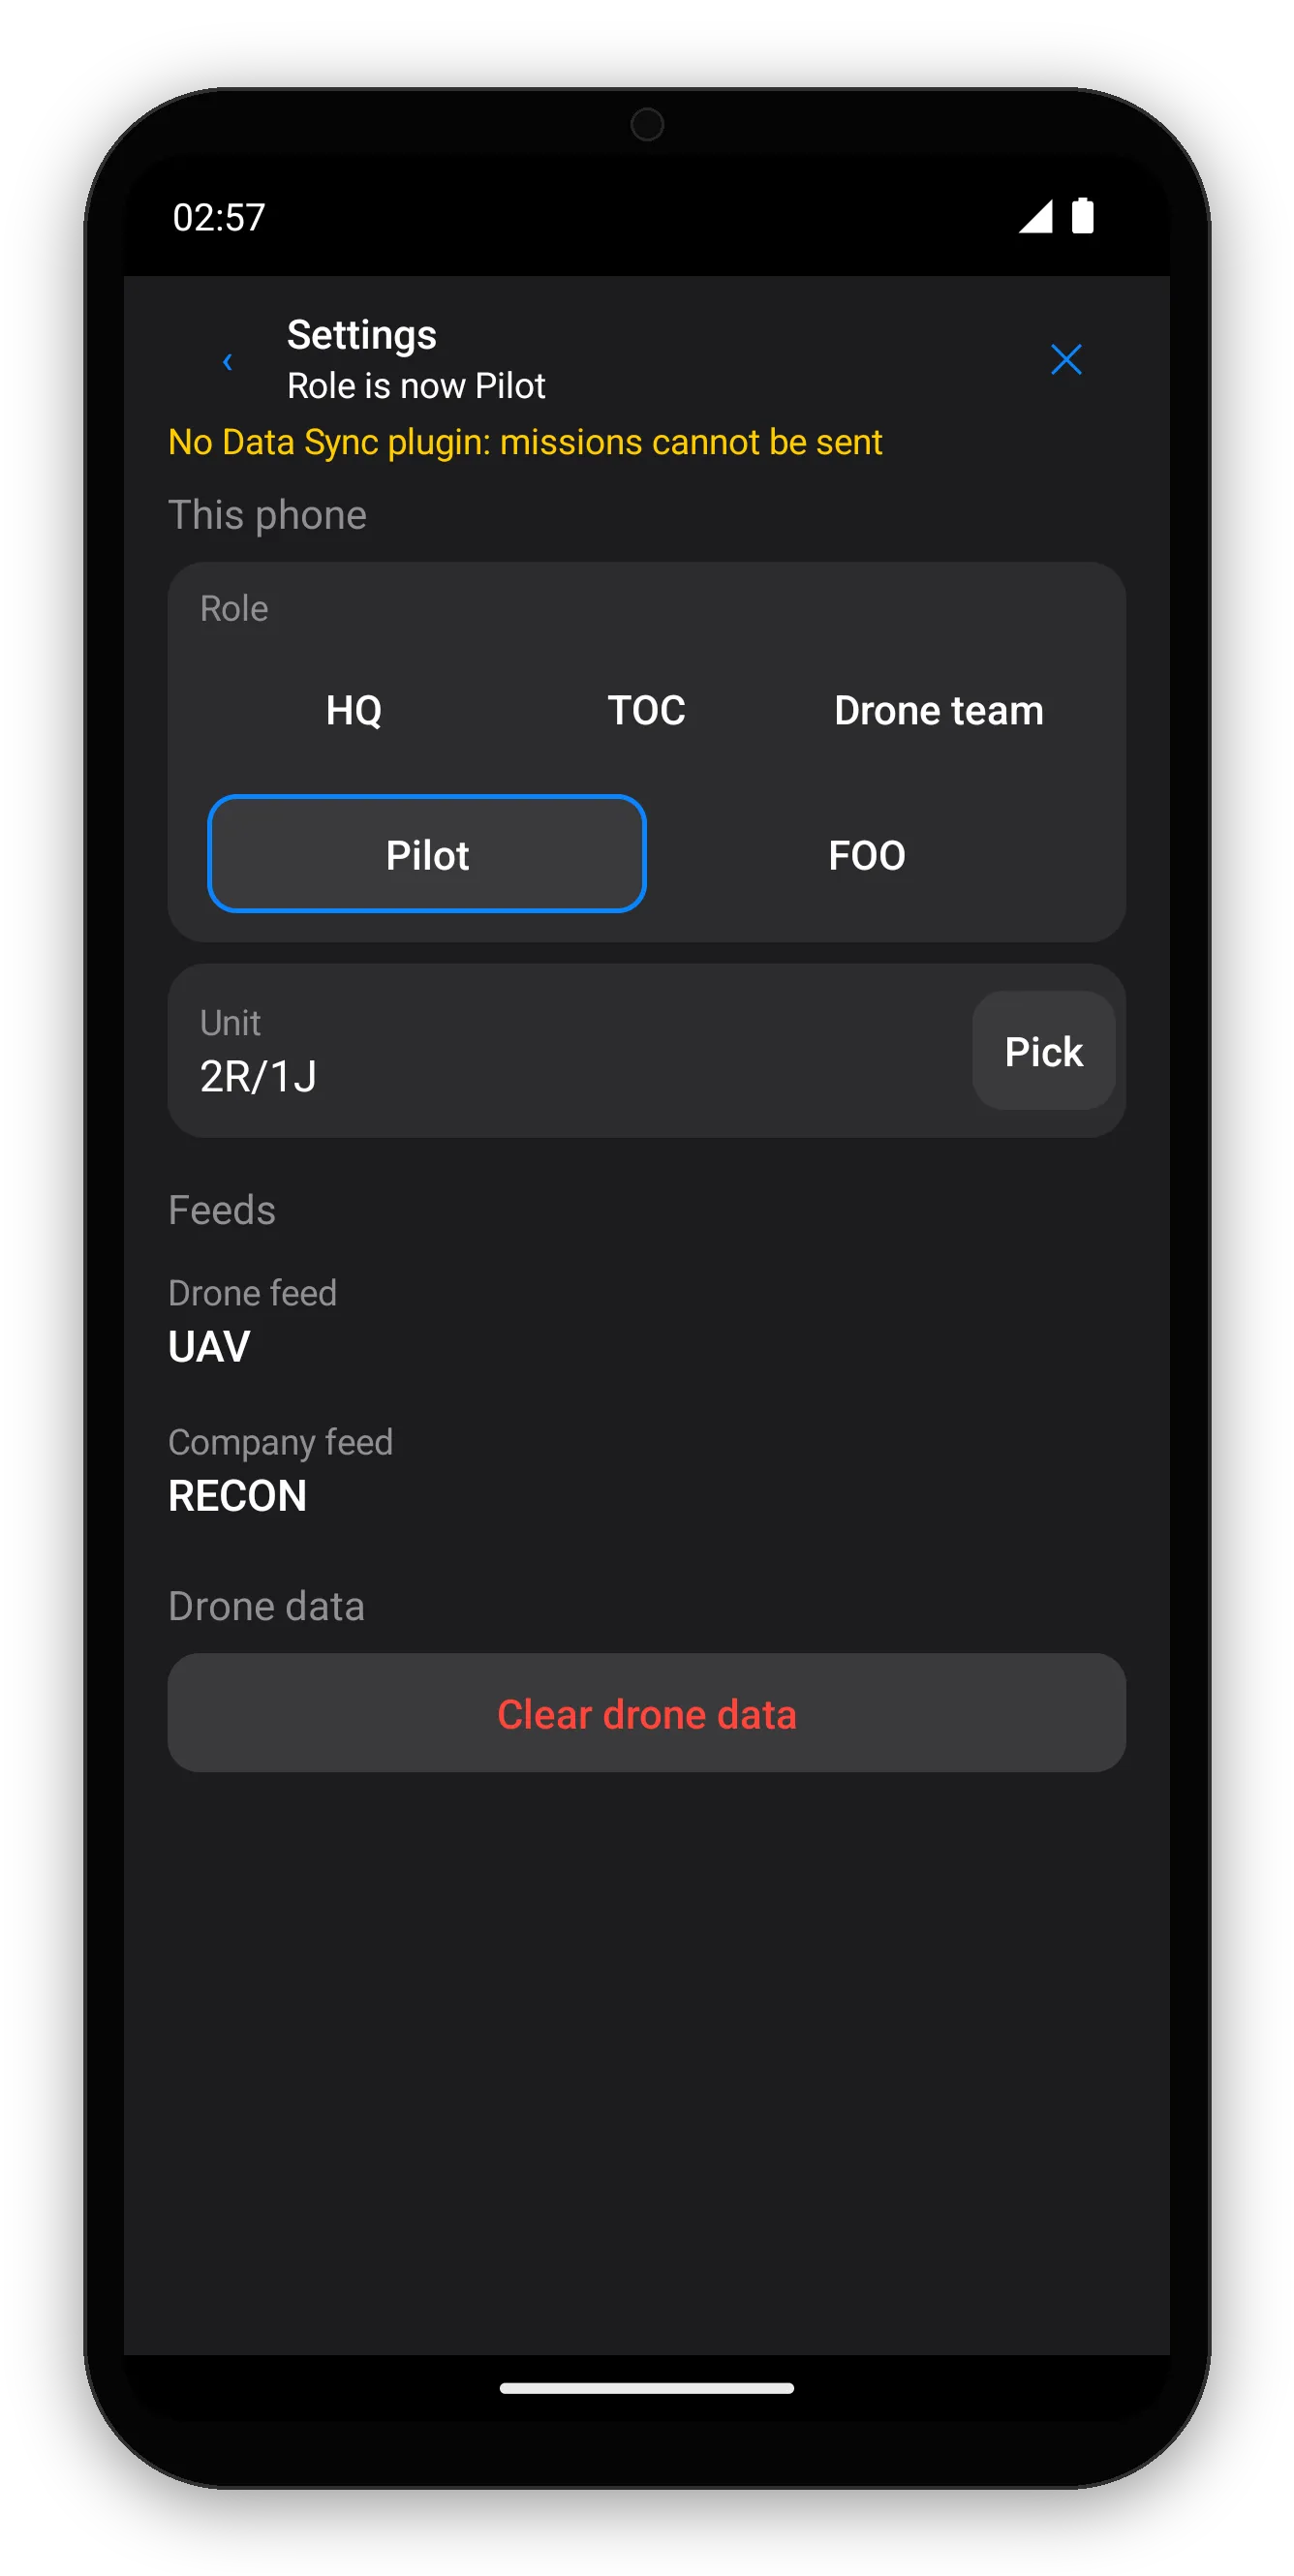 02:57
Settings
Role is now Pilot
No Data Sync plugin: missions cannot be sent
This phone
Role
HQ TOC Drone team
Pilot FOO
Unit
2R/1J
Pick
Feeds
Drone feed
UAV
Company feed
RECON
Drone data
Clear drone data